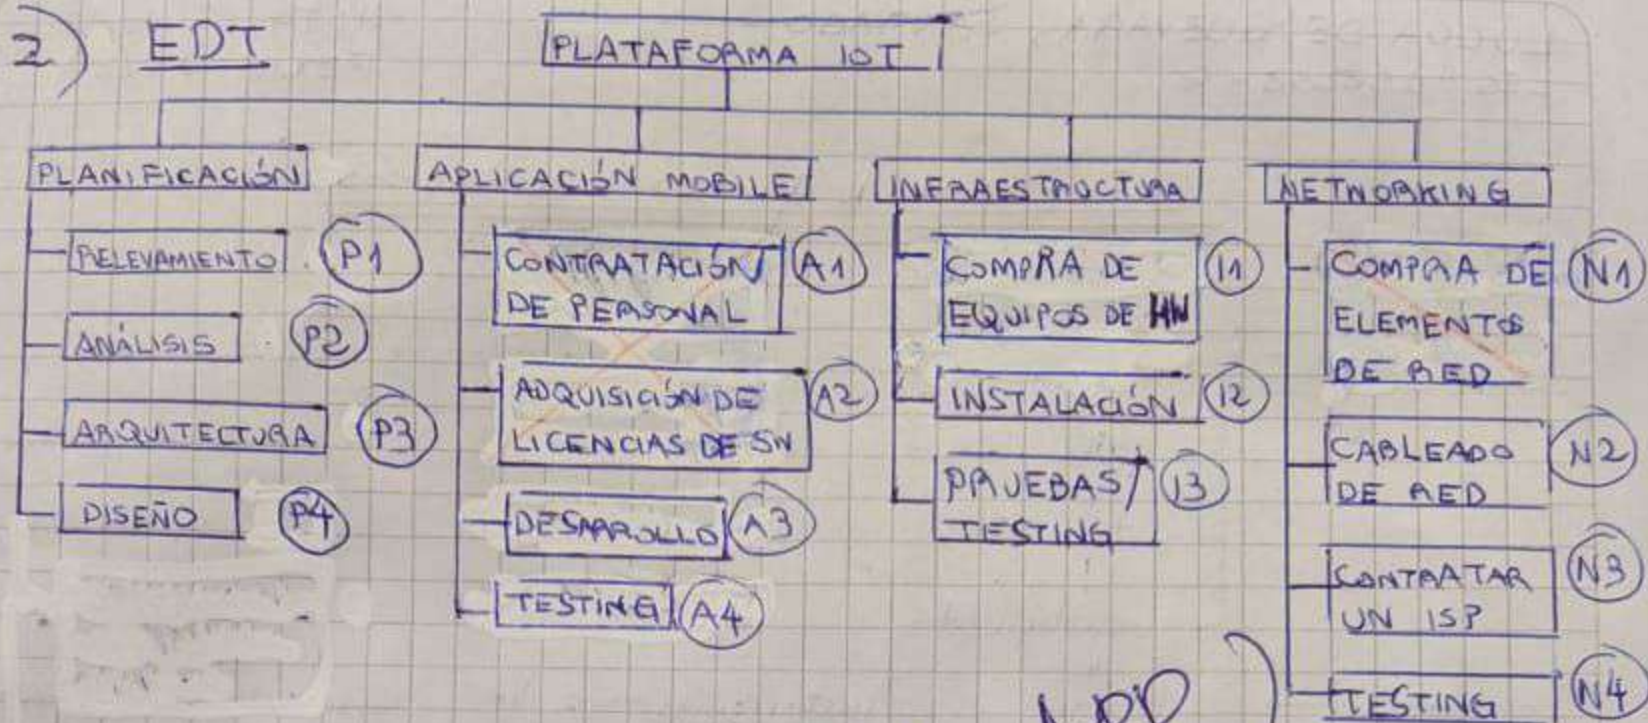 2) EDT
PLATAFORMA IOT
PLANIFICACIÓN
RELEVAMIENTO P1
ANÁLISIS P2
ARQUITECTURA P3
DISEÑO P4
APLICACIÓN MOBILE
CONTRATACIÓN A1
DE PERSONAL
ADQUISICIÓN DE A2
LICENCIAS DE SW
DESARROLLO A3
TESTING A4
INFRAESTRUCTURA
COMPRA DE I1
EQUIPOS DE HW
INSTALACIÓN I2
PRUEBAS/ I3
TESTING
NETWORKING
COMPRA DE N1
ELEMENTOS
DE RED
CABLEADO N2
DE RED
CONTRATAR N3
UN ISP
TESTING N4